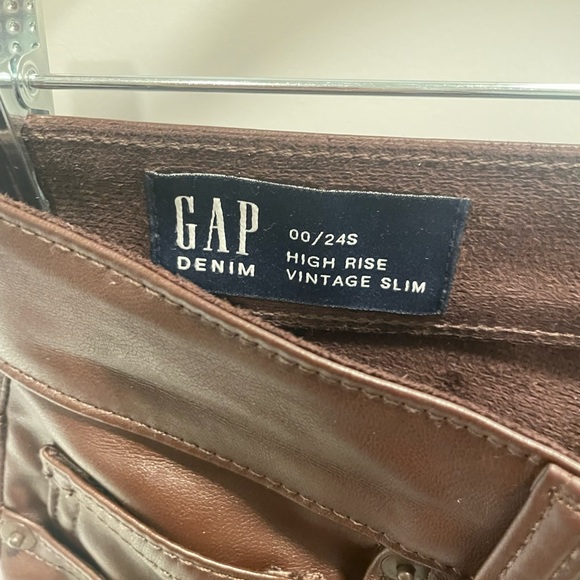 GAP
DENIM
00/24S
HIGH RISE
VINTAGE SLIM